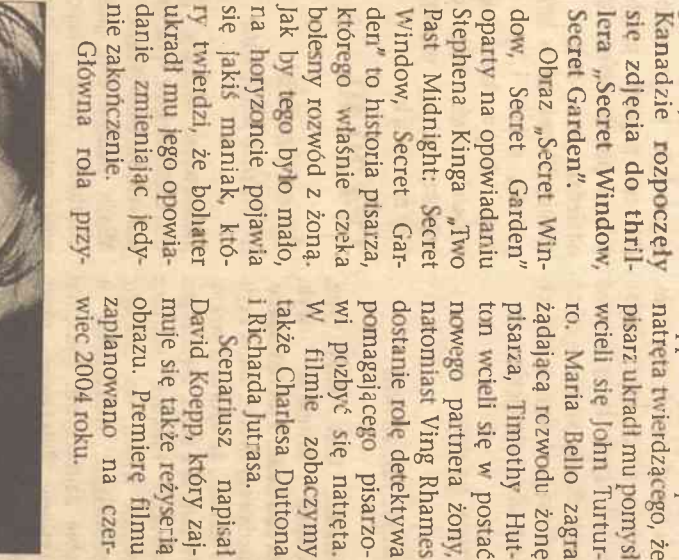 Kanadzie rozpoczęły
się zdjęcia do thril-
lera „Secret Window,
Secret Garden".
Obraz „Secret Win-
dow, Secret Garden"
oparty na opowiadaniu
Stephena Kinga „Two
Past Midnight: Secret
Window, Secret Gar-
den" to historia pisarza,
którego właśnie czeka
bolesny rozwód z żoną.
Jak by tego było mało,
na horyzoncie pojawia
się jakiś maniak, któ-
ry twierdzi, że bohater
ukradł mu jego opowia-
danie zmieniając jedy-
nie zakończenie.
Główna rola przy-
natręta twierdzącego, że
pisarz ukradł mu pomysł
wcieli się John Turtur-
ro. Maria Bello zagra
żądającą rozwodu żonę
pisarza, Timothy Hut-
ton wcieli się w postać
nowego partnera żony,
natomiast Ving Rhames
dostanie rolę detektywa
pomagającego pisarzo-
wi pozbyć się natręta.
W filmie zobaczymy
także Charlesa Duttona
i Richarda Jutrasa.
Scenariusz napisał
David Koepp, który zaj-
muje się także reżyserią
obrazu. Premierę filmu
zaplanowano na czer-
wiec 2004 roku.